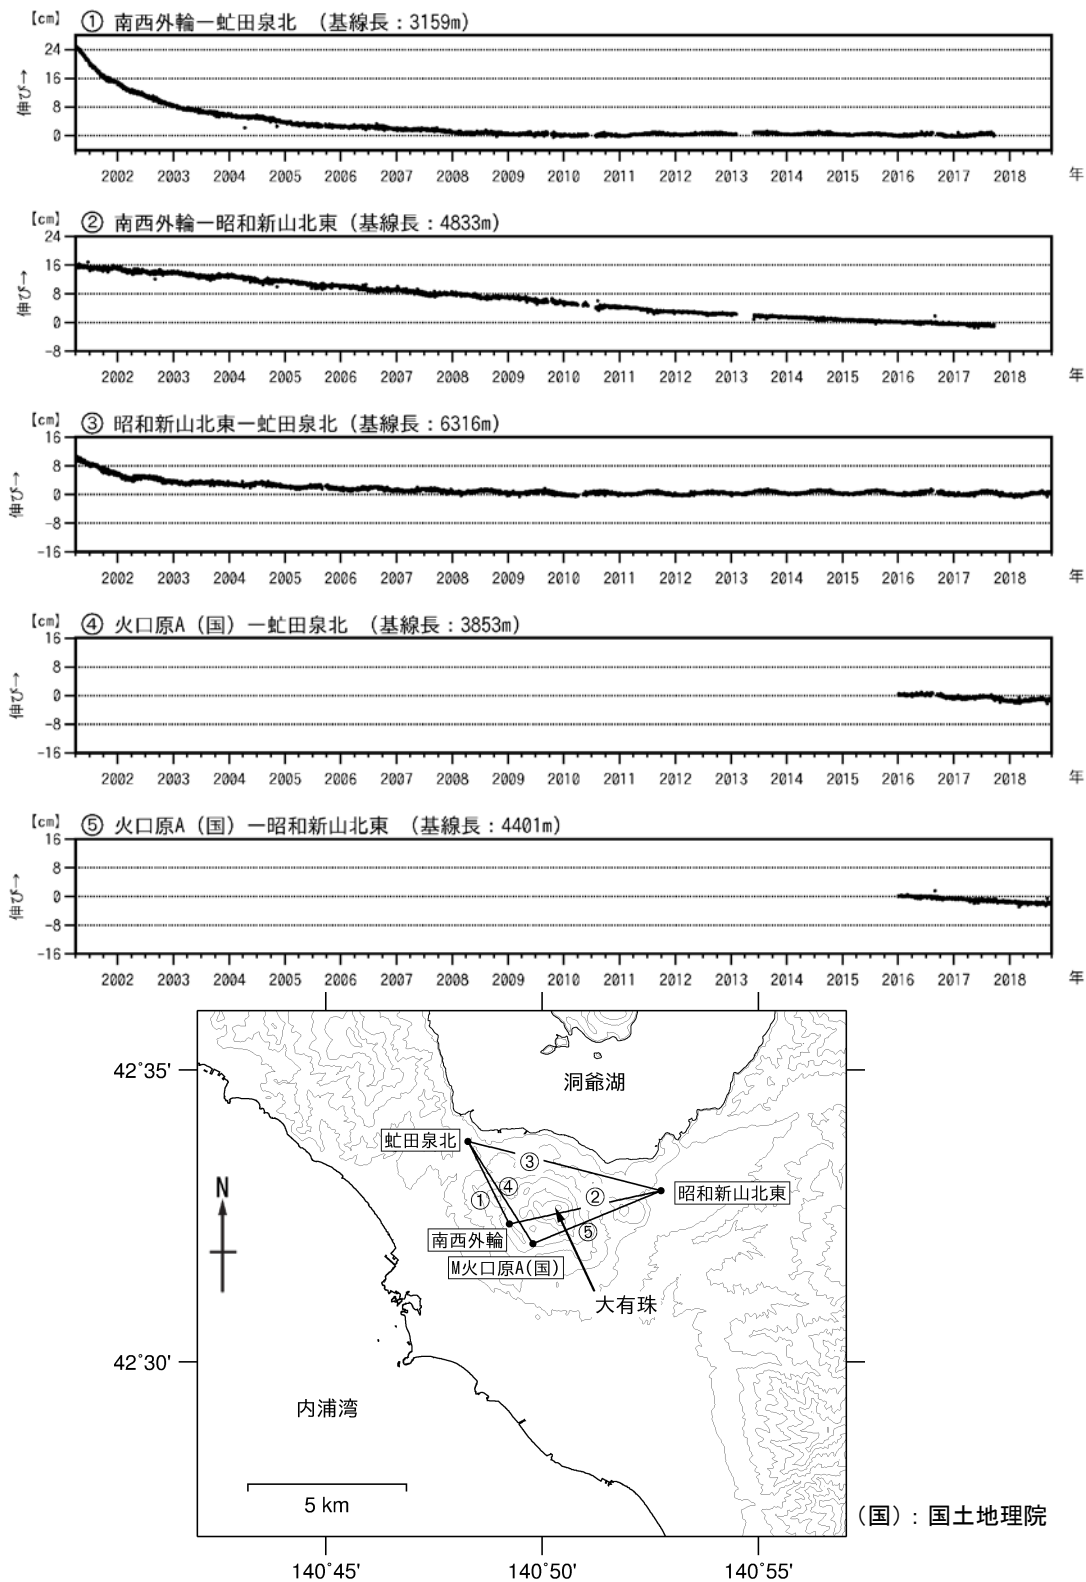 [cm] ① 南西外輪ー虻田泉北 （基線長：3159m）
24
16
8
0
伸び→
2002 2003 2004 2005 2006 2007 2008 2009 2010 2011 2012 2013 2014 2015 2016 2017 2018 年
[cm] ② 南西外輪ー昭和新山北東（基線長：4833m）
24
16
8
0
-8
伸び→
2002 2003 2004 2005 2006 2007 2008 2009 2010 2011 2012 2013 2014 2015 2016 2017 2018 年
[cm] ③ 昭和新山北東ー虻田泉北（基線長：6316m）
16
8
0
-8
-16
伸び→
2002 2003 2004 2005 2006 2007 2008 2009 2010 2011 2012 2013 2014 2015 2016 2017 2018 年
[cm] ④ 火口原A（国）ー虻田泉北 （基線長：3853m）
16
8
0
-8
-16
伸び→
2002 2003 2004 2005 2006 2007 2008 2009 2010 2011 2012 2013 2014 2015 2016 2017 2018 年
[cm] ⑤ 火口原A（国）ー昭和新山北東 （基線長：4401m）
16
8
0
-8
-16
伸び→
2002 2003 2004 2005 2006 2007 2008 2009 2010 2011 2012 2013 2014 2015 2016 2017 2018 年
42˚35'
洞爺湖
虻田泉北
③
④
①
②
昭和新山北東
N
南西外輪
⑤
M火口原A(国)
大有珠
42˚30'
内浦湾
5 km
（国）：国土地理院
140˚45' 140˚50' 140˚55'